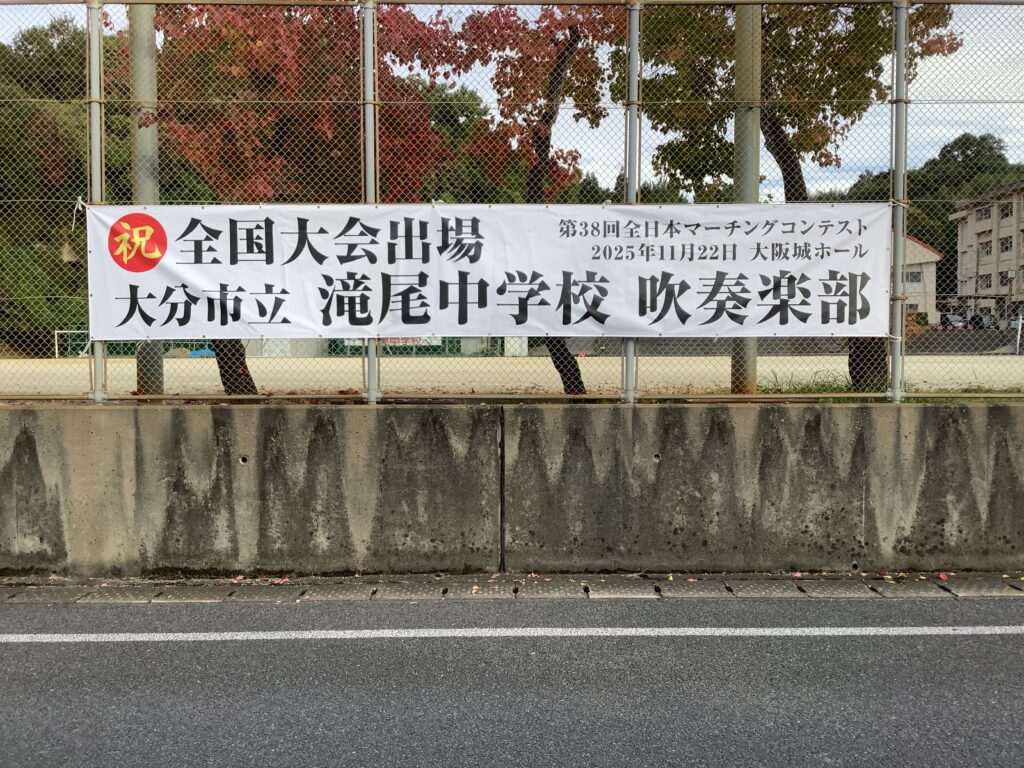 祝 全国大会出場
第38回全日本マーチングコンテスト
2025年11月22日 大阪城ホール
大分市立 滝尾中学校 吹奏楽部